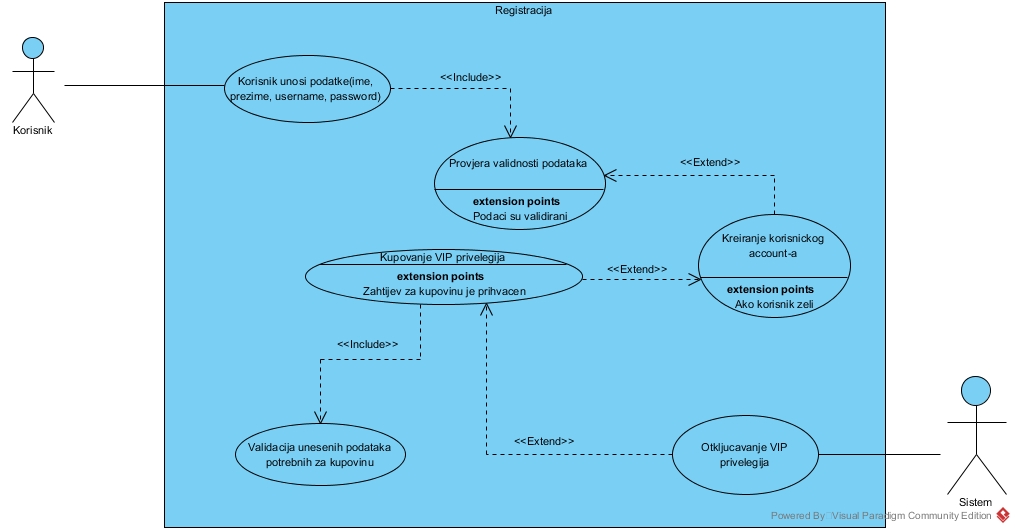 Registracija
Korisnik
Korisnik unosi podatke(ime,
prezime, username, password)
<<Include>>
Provjera validnosti podataka
extension points
Podaci su validirani
<<Extend>>
Kreiranje korisnickog
account-a
extension points
Ako korisnik zeli
Kupovanje VIP privelegija
extension points
Zahtijev za kupovinu je prihvacen
<<Extend>>
<<Include>>
Validacija unesenih podataka
potrebnih za kupovinu
<<Extend>>
Otkljucavanje VIP
privelegija
Sistem
Powered By Visual Paradigm Community Edition